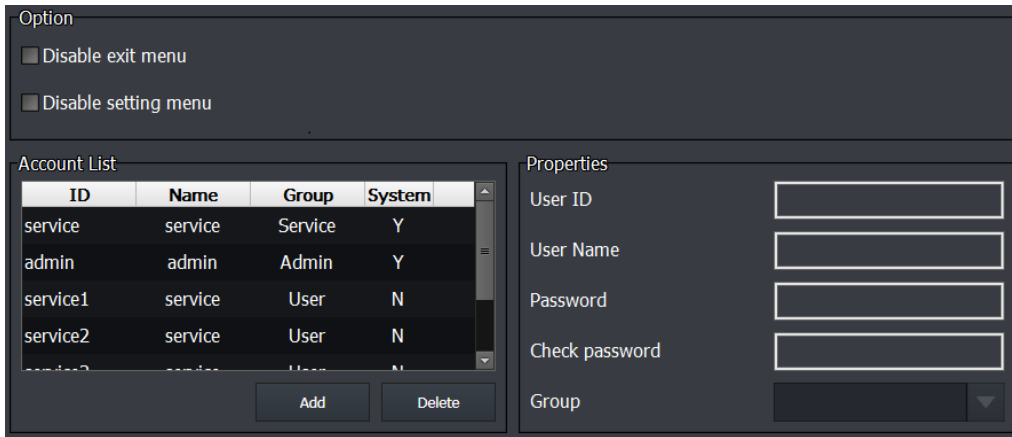 Option
Disable exit menu
Disable setting menu
Account List
ID Name Group System
service service Service Y
admin admin Admin Y
service1 service User N
service2 service User N
Add Delete
Properties
User ID
User Name
Password
Check password
Group